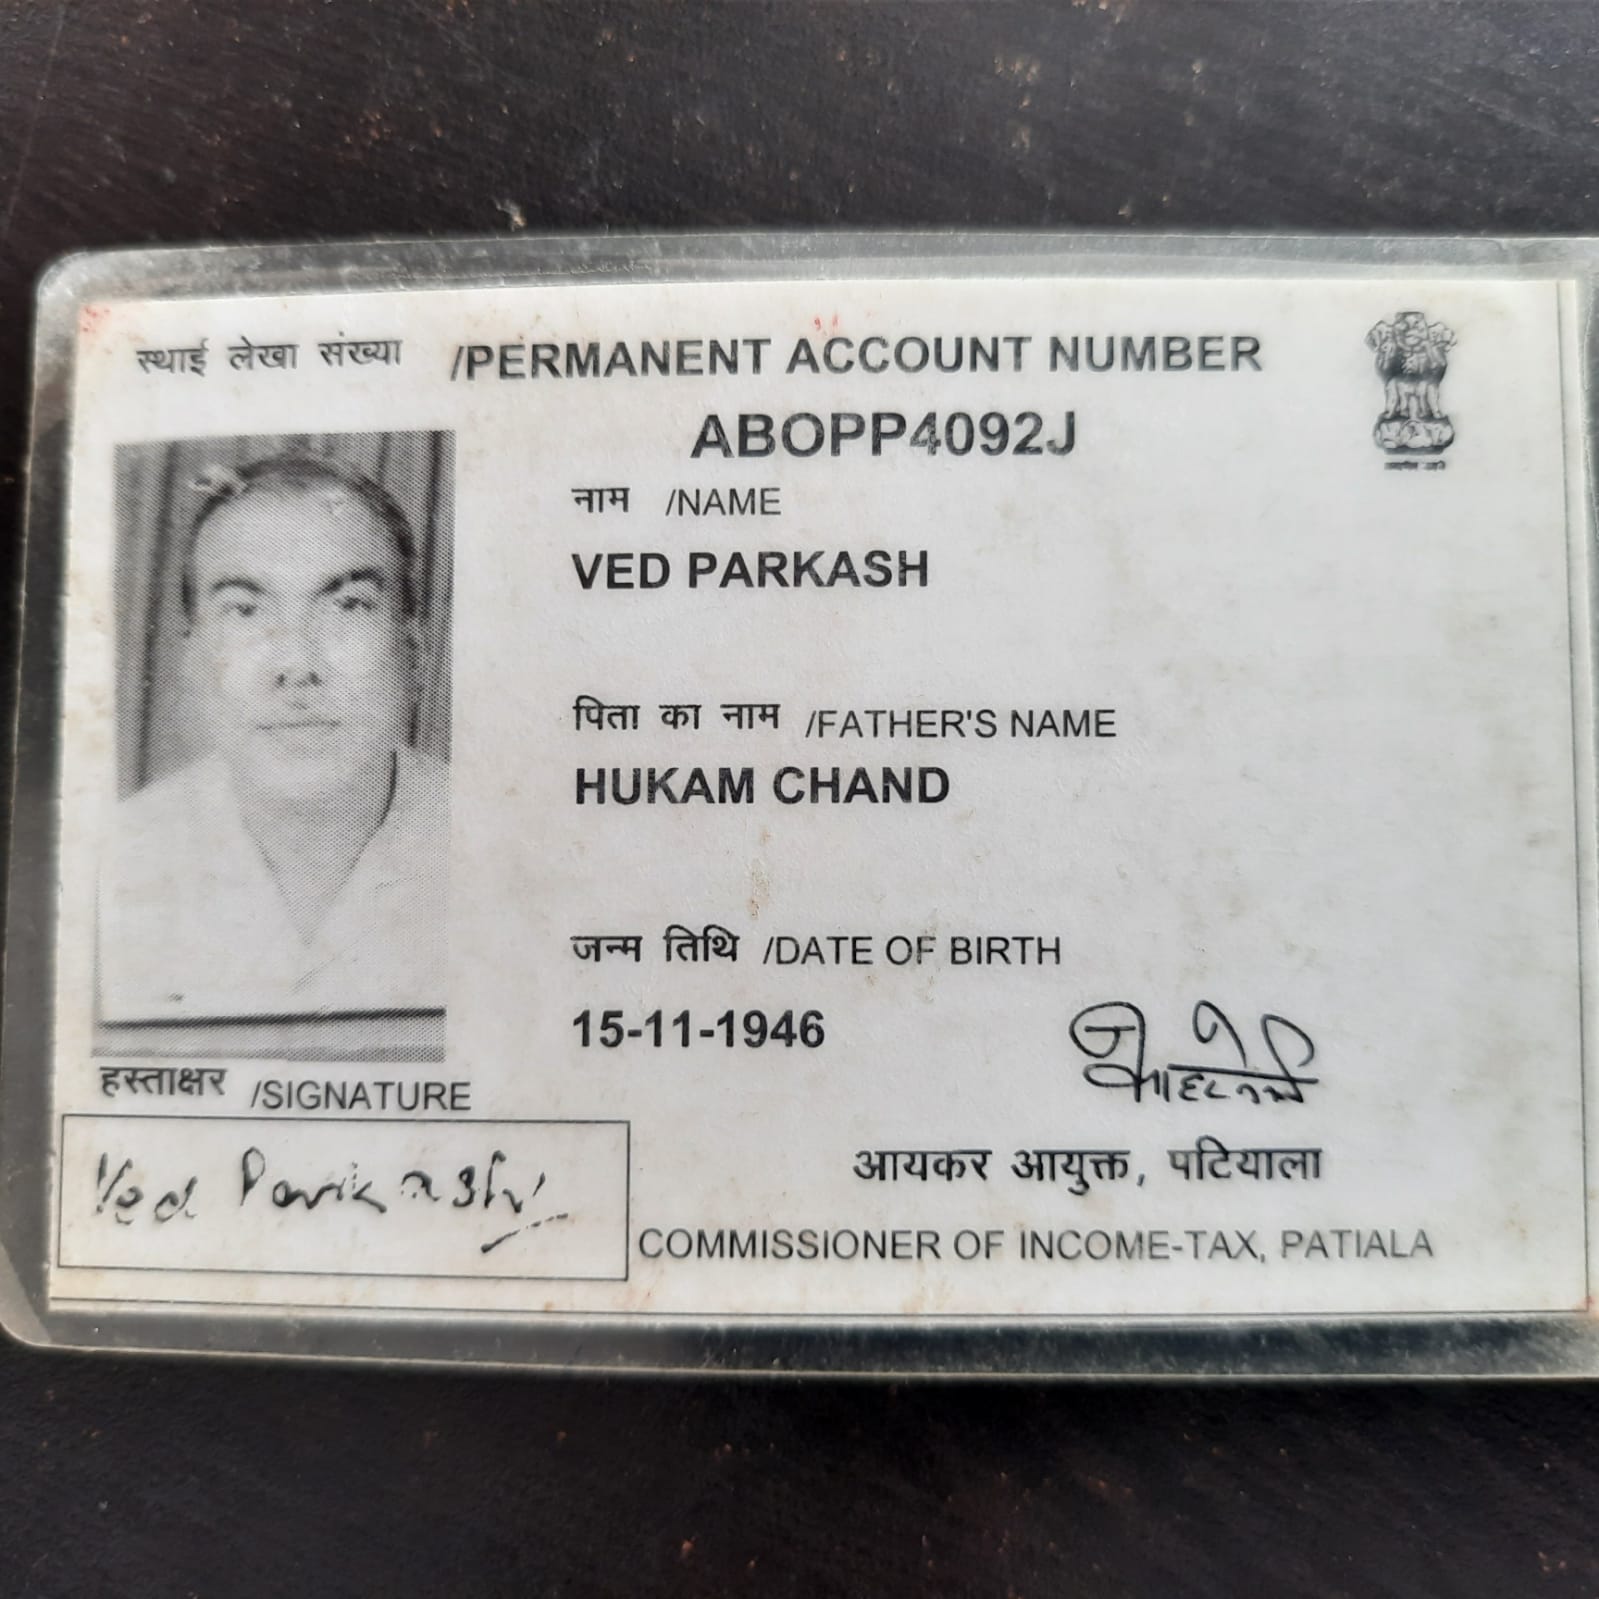 स्थाई लेखा संख्या /PERMANENT ACCOUNT NUMBER
ABOPP4092J
नाम /NAME
VED PARKASH
पिता का नाम /FATHER'S NAME
HUKAM CHAND
जन्म तिथि /DATE OF BIRTH
15-11-1946
हस्ताक्षर /SIGNATURE
Ved Parkash
आयकर आयुक्त, पटियाला
COMMISSIONER OF INCOME-TAX, PATIALA